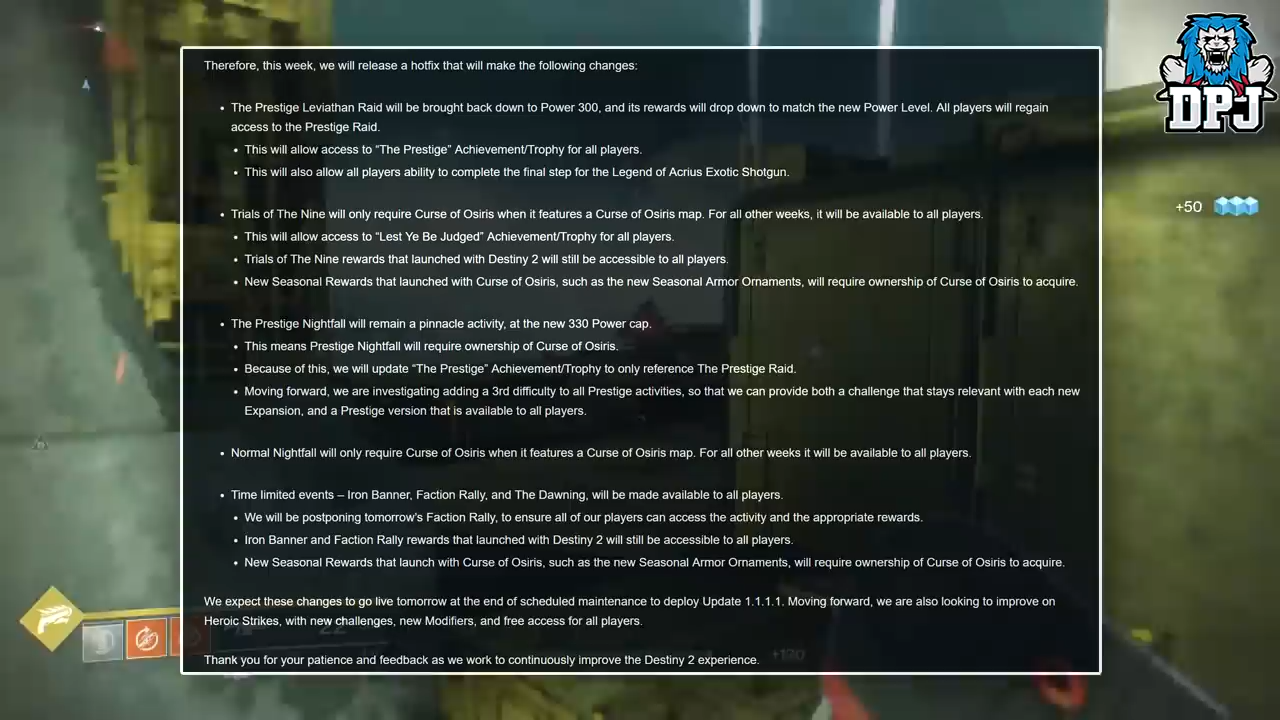 Therefore, this week, we will release a hotfix that will make the following changes:
• The Prestige Leviathan Raid will be brought back down to Power 300, and its rewards will drop down to match the new Power Level. All players will regain
access to the Prestige Raid.
• This will allow access to “The Prestige” Achievement/Trophy for all players.
• This will also allow all players ability to complete the final step for the Legend of Acrius Exotic Shotgun.
• Trials of The Nine will only require Curse of Osiris when it features a Curse of Osiris map. For all other weeks, it will be available to all players.
• This will allow access to “Lest Ye Be Judged” Achievement/Trophy for all players.
• Trials of The Nine rewards that launched with Destiny 2 will still be accessible to all players.
• New Seasonal Rewards that launched with Curse of Osiris, such as the new Seasonal Armor Ornaments, will require ownership of Curse of Osiris to acquire.
• The Prestige Nightfall will remain a pinnacle activity, at the new 330 Power cap.
• This means Prestige Nightfall will require ownership of Curse of Osiris.
• Because of this, we will update “The Prestige” Achievement/Trophy to only reference The Prestige Raid.
• Moving forward, we are investigating adding a 3rd difficulty to all Prestige activities, so that we can provide both a challenge that stays relevant with each new
Expansion, and a Prestige version that is available to all players.
• Normal Nightfall will only require Curse of Osiris when it features a Curse of Osiris map. For all other weeks it will be available to all players.
• Time limited events – Iron Banner, Faction Rally, and The Dawning, will be made available to all players.
• We will be postponing tomorrow's Faction Rally, to ensure all of our players can access the activity and the appropriate rewards.
• Iron Banner and Faction Rally rewards that launched with Destiny 2 will still be accessible to all players.
• New Seasonal Rewards that launch with Curse of Osiris, such as the new Seasonal Armor Ornaments, will require ownership of Curse of Osiris to acquire.
We expect these changes to go live tomorrow at the end of scheduled maintenance to deploy Update 1.1.1.1. Moving forward, we are also looking to improve on
Heroic Strikes, with new challenges, new Modifiers, and free access for all players.
Thank you for your patience and feedback as we work to continuously improve the Destiny 2 experience.
DPJ
+50